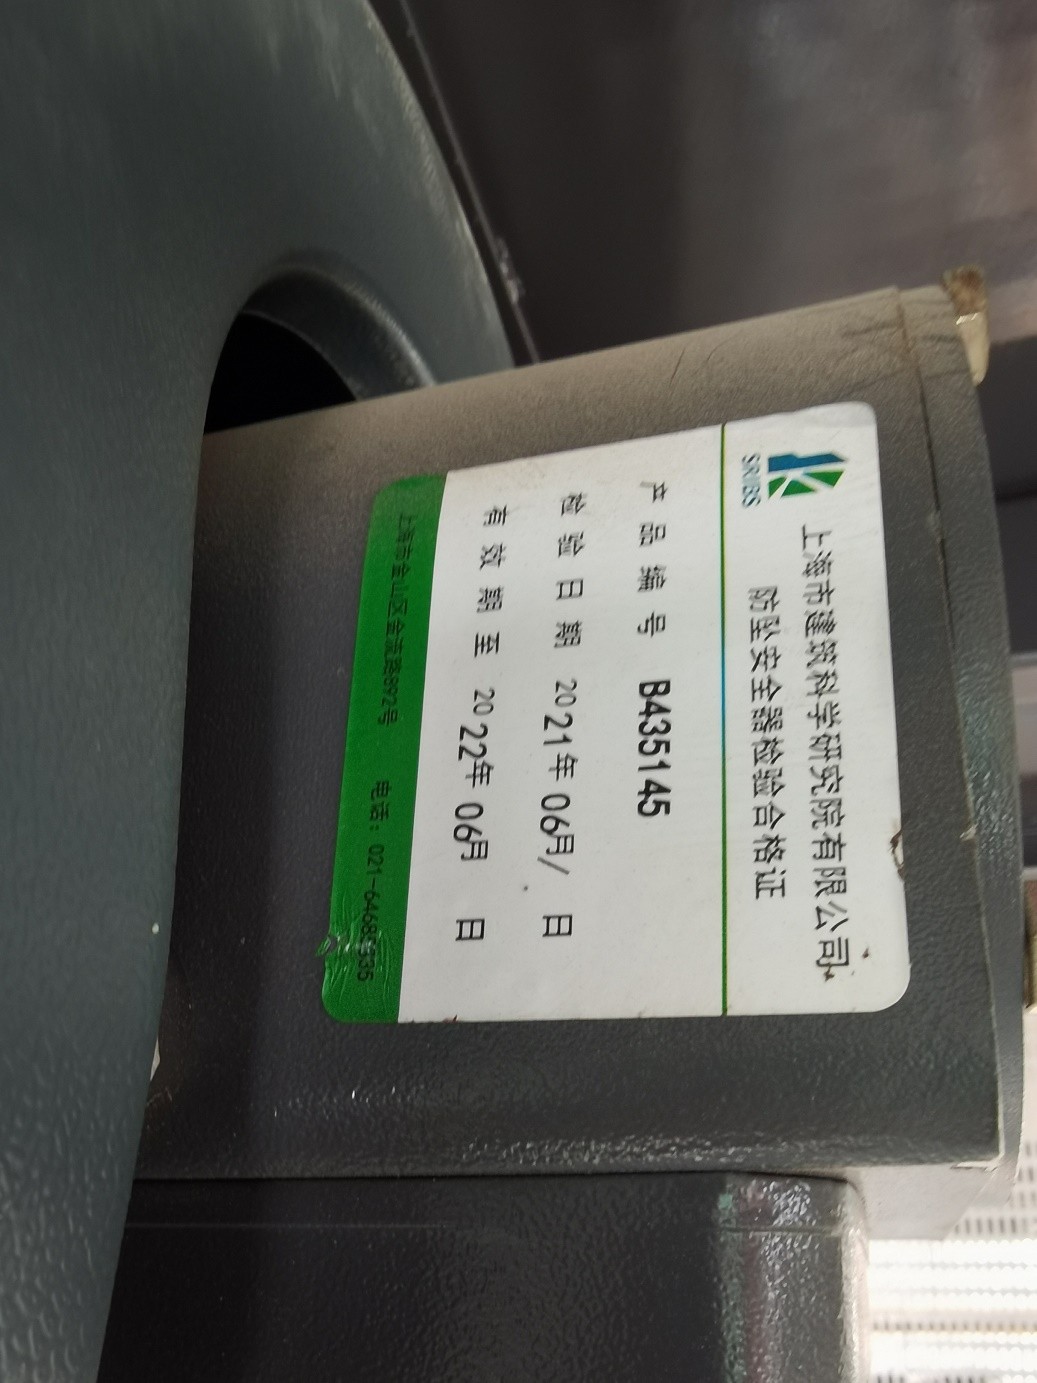 SRIBS
上海市建筑科学研究院有限公司
防坠安全器检验合格证
产品编号 B435145
检验日期 2021年06月/ 日
有效期至 2022年06月 日
上海市金山区金流路892号 电话：021-64689335